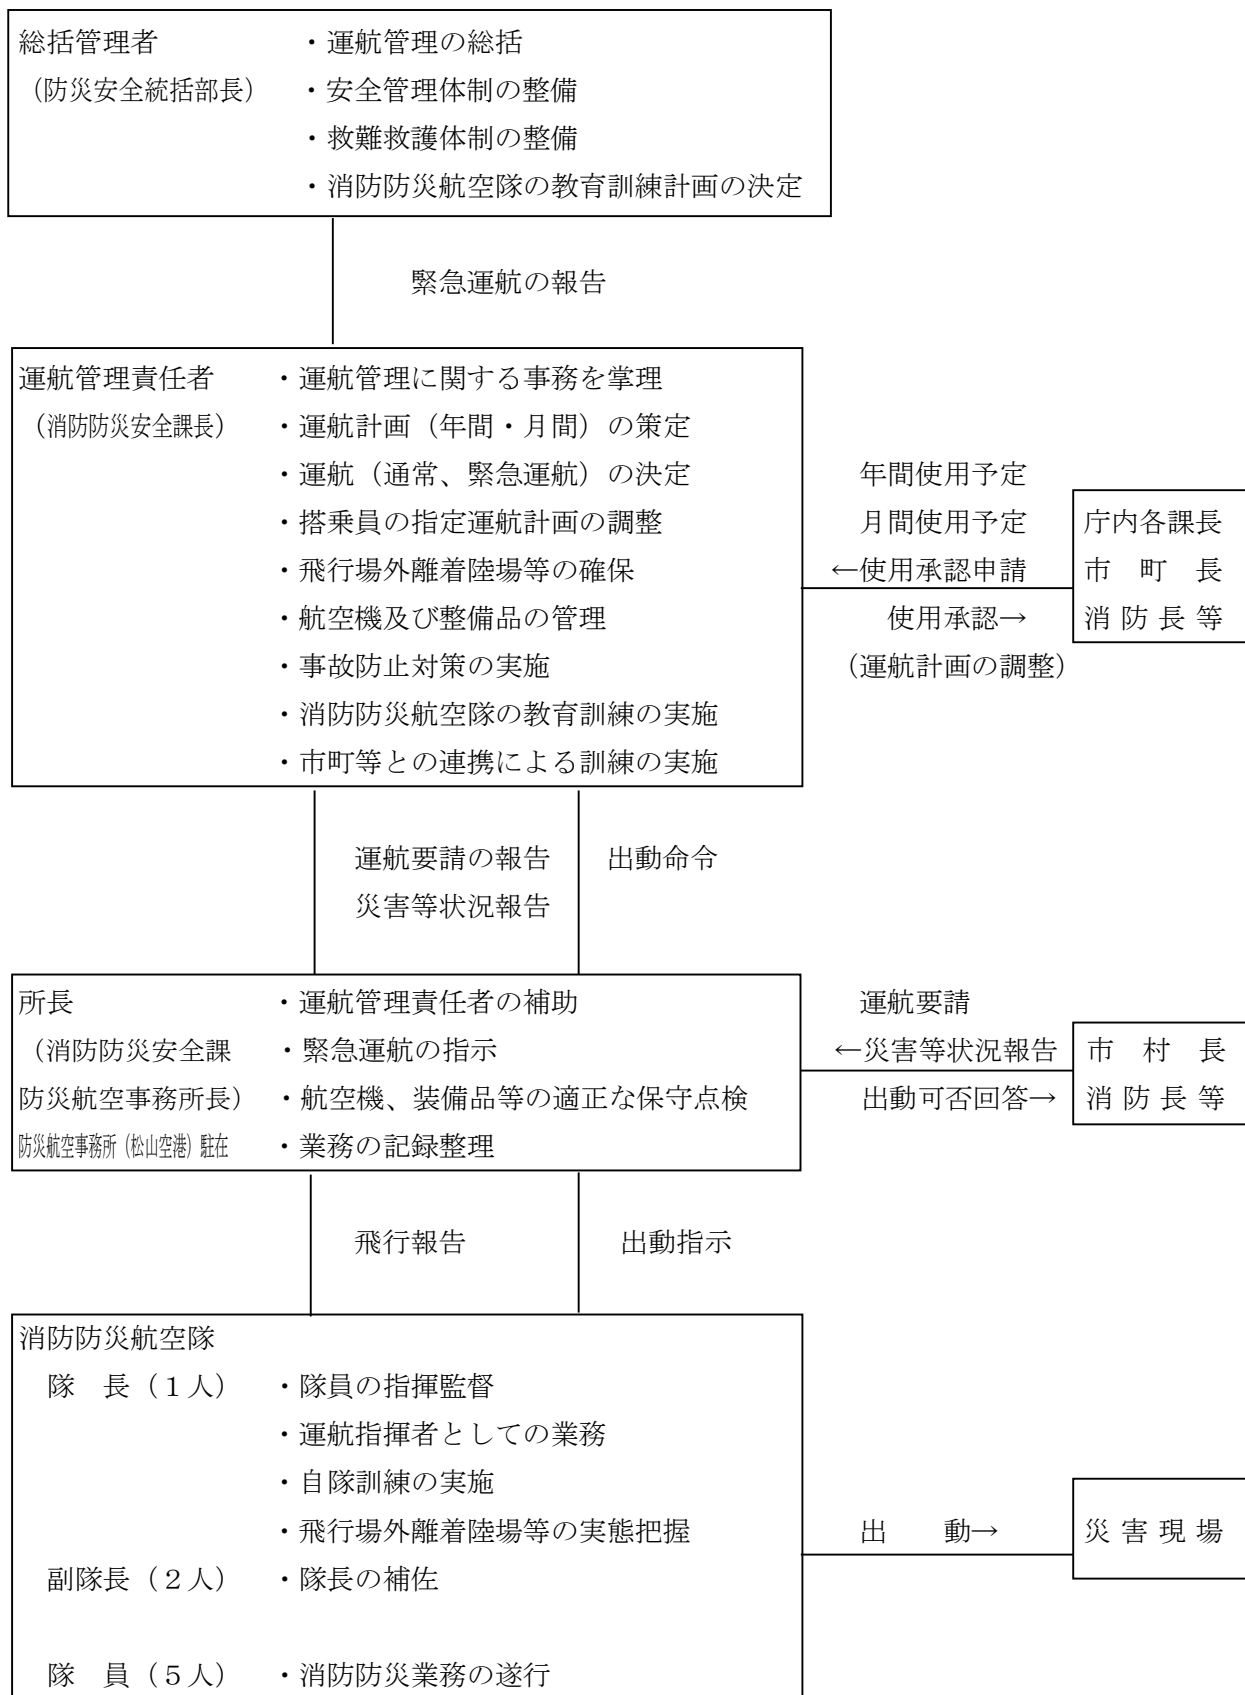 総括管理者 ・運航管理の総括
(防災安全統括部長) ・安全管理体制の整備
・救難救護体制の整備
・消防防災航空隊の教育訓練計画の決定
緊急運航の報告
運航管理責任者 ・運航管理に関する事務を掌理
(消防防災安全課長) ・運航計画(年間・月間)の策定
・運航(通常、緊急運航)の決定
・搭乗員の指定運航計画の調整
・飛行場外離着陸場等の確保
・航空機及び整備品の管理
・事故防止対策の実施
・消防防災航空隊の教育訓練の実施
・市町等との連携による訓練の実施
年間使用予定
月間使用予定
←使用承認申請
使用承認→
(運航計画の調整)
庁内各課長
市 町 長
消防長等
運航要請の報告 出動命令
災害等状況報告
所長 ・運航管理責任者の補助
(消防防災安全課 ・緊急運航の指示
防災航空事務所長) ・航空機、装備品等の適正な保守点検
防災航空事務所(松山空港)駐在 ・業務の記録整理
運航要請
←災害等状況報告
出動可否回答→
市 村 長
消防長等
飛行報告 出動指示
消防防災航空隊
隊 長(1人) ・隊員の指揮監督
・運航指揮者としての業務
・自隊訓練の実施
・飛行場外離着陸場等の実態把握
副隊長(2人) ・隊長の補佐
隊 員(5人) ・消防防災業務の遂行
出 動→
災害現場